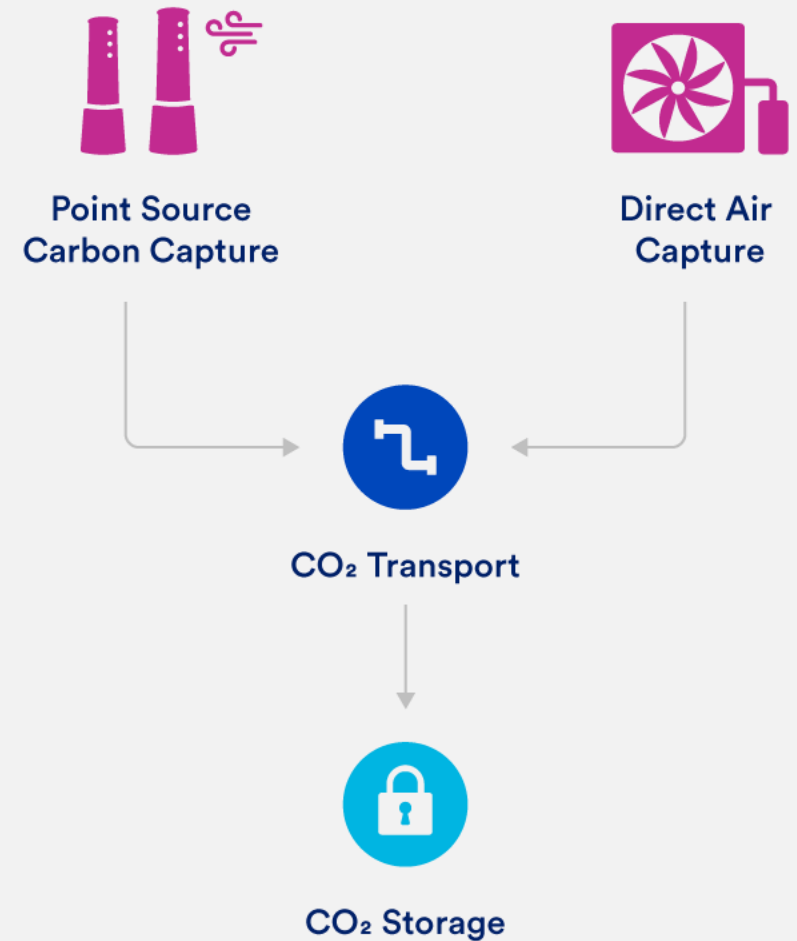 Point Source
Carbon Capture
Direct Air
Capture
CO₂ Transport
CO₂ Storage